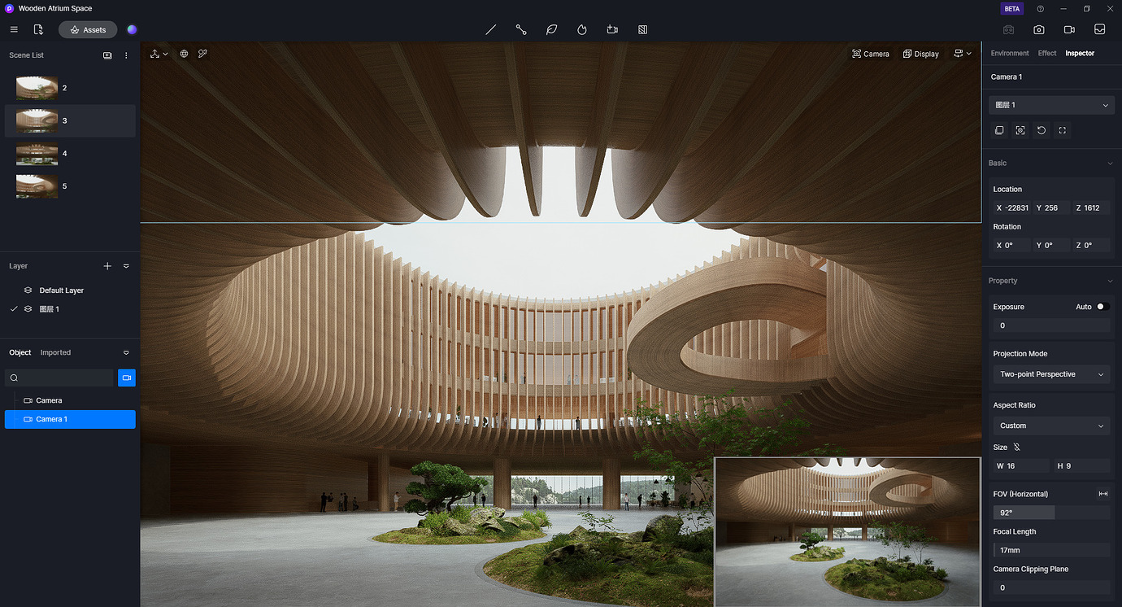 Wooden Atrium Space
BETA
Assets
Scene List
2
3
4
5
Layer
Default Layer
图层 1
Object Imported
Camera
Camera 1
Camera Display
Environment Effect Inspector
Camera 1
图层 1
Basic
Location
X -22831 Y 256 Z 1612
Rotation
X 0° Y 0° Z 0°
Property
Exposure Auto
0
Projection Mode
Two-point Perspective
Aspect Ratio
Custom
Size
W 16 H 9
FOV (Horizontal)
92°
Focal Length
17mm
Camera Clipping Plane
0